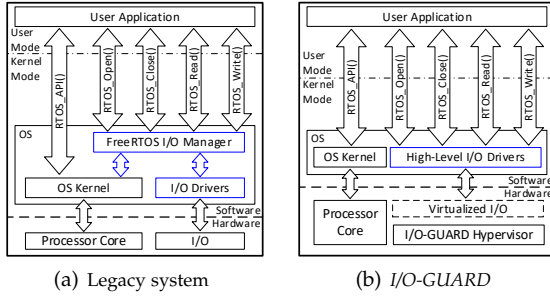 User Application
User
Mode
Kernel
Mode
RTOS_API()
RTOS_Open()
RTOS_Close()
RTOS_Read()
RTOS_Write()
OS
FreeRTOS I/O Manager
OS Kernel
I/O Drivers
Software
Hardware
Processor Core
I/O
(a) Legacy system
User Application
User
Mode
Kernel
Mode
RTOS_API()
RTOS_Open()
RTOS_Close()
RTOS_Read()
RTOS_Write()
OS
OS Kernel
High-Level I/O Drivers
Software
Hardware
Processor
Core
Virtualized I/O
I/O-GUARD Hypervisor
(b) I/O-GUARD